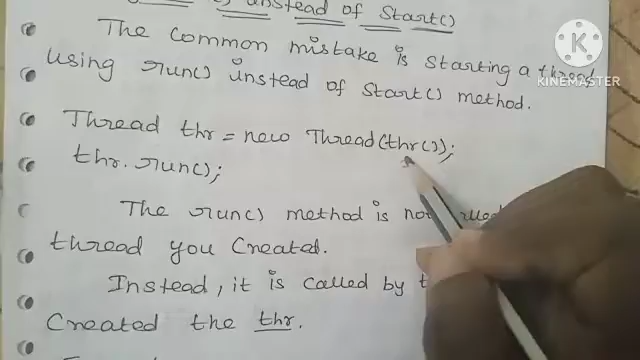 instead of Start()
The common mistake is starting a thread
using run() instead of Start() method.
Thread thr = new Thread(thr());
thr.run();
The run() method is not
thread you Created.
Instead, it is called by
Created the thr.
K
KINEMASTER